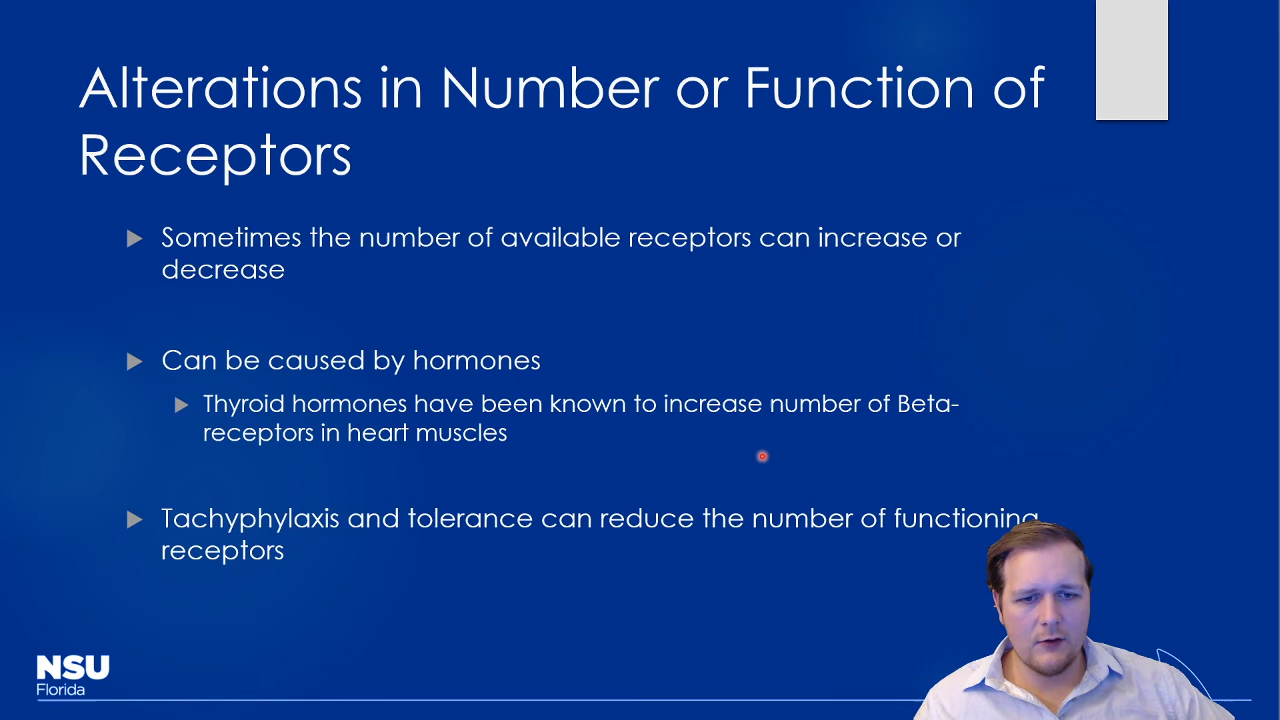 Alterations in Number or Function of
Receptors
Sometimes the number of available receptors can increase or
decrease
Can be caused by hormones
Thyroid hormones have been known to increase number of Beta-
receptors in heart muscles
Tachyphylaxis and tolerance can reduce the number of functioning
receptors
NSU
Florida